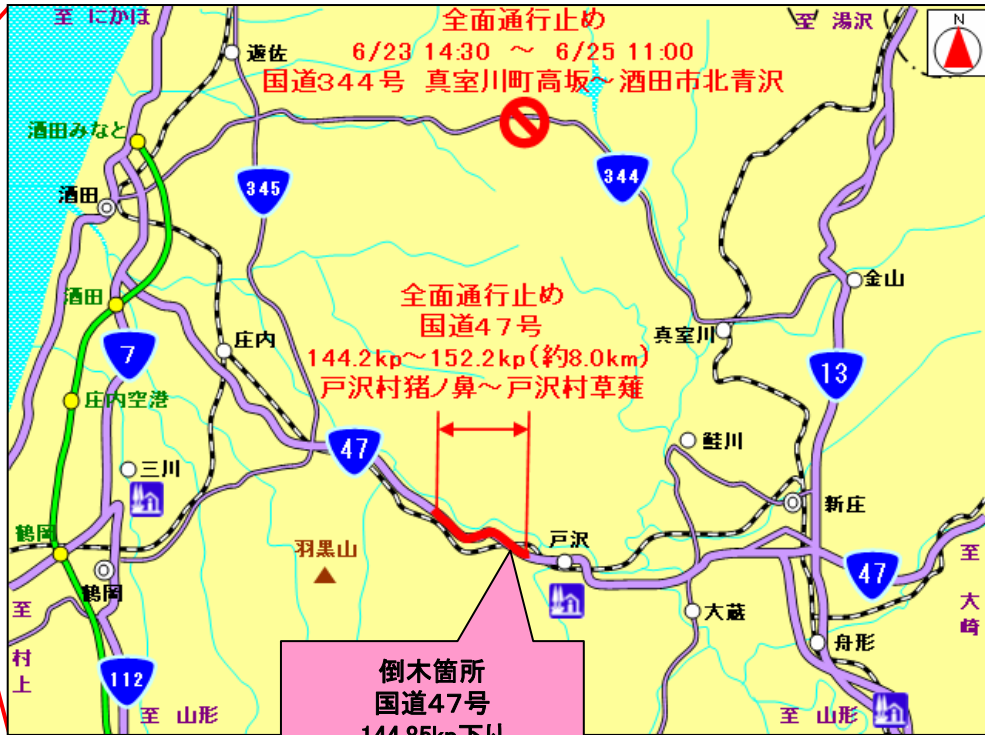 至 にかほ
全面通行止め
6/23 14:30 ～ 6/25 11:00
国道344号 真室川町高坂～酒田市北青沢
至 湯沢
N
遊佐
酒田みなと
酒田
345
344
金山
酒田
全面通行止め
国道47号
144.2kp～152.2kp(約8.0km)
戸沢村猪ノ鼻～戸沢村草薙
7
庄内
真室川
13
庄内空港
三川
47
鮭川
新庄
鶴岡
羽黒山
戸沢
47
至 大崎
鶴岡
大蔵
舟形
至 村上
倒木箇所
国道47号
144.85kp下り
112
至 山形
至 山形